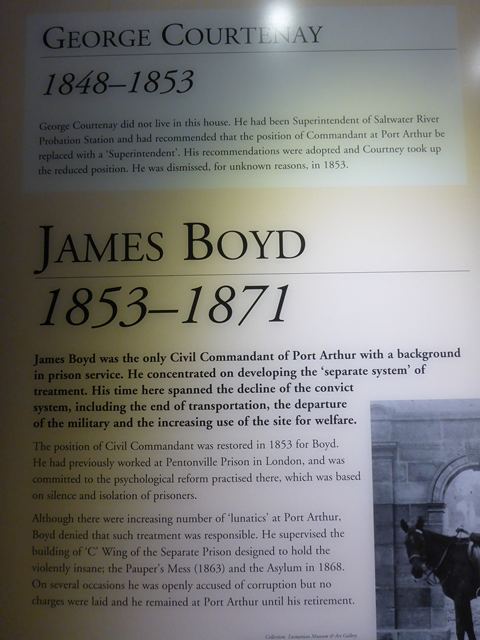 GEORGE COURTENAY
1848–1853
George Courtenay did not live in this house. He had been Superintendent of Saltwater River
Probation Station and had recommended that the position of Commandant at Port Arthur be
replaced with a ‘Superintendent’. His recommendations were adopted and Courtney took up
the reduced position. He was dismissed, for unknown reasons, in 1853.
JAMES BOYD
1853–1871
James Boyd was the only Civil Commandant of Port Arthur with a background
in prison service. He concentrated on developing the ‘separate system’ of
treatment. His time here spanned the decline of the convict
system, including the end of transportation, the departure
of the military and the increasing use of the site for welfare.
The position of Civil Commandant was restored in 1853 for Boyd.
He had previously worked at Pentonville Prison in London, and was
committed to the psychological reform practised there, which was based
on silence and isolation of prisoners.
Although there were increasing number of ‘lunatics’ at Port Arthur,
Boyd denied that such treatment was responsible. He supervised the
building of ‘C’ Wing of the Separate Prison designed to hold the
violently insane; the Pauper's Mess (1863) and the Asylum in 1868.
On several occasions he was openly accused of corruption but no
charges were laid and he remained at Port Arthur until his retirement.
Collection: Tasmanian Museum & Art Gallery